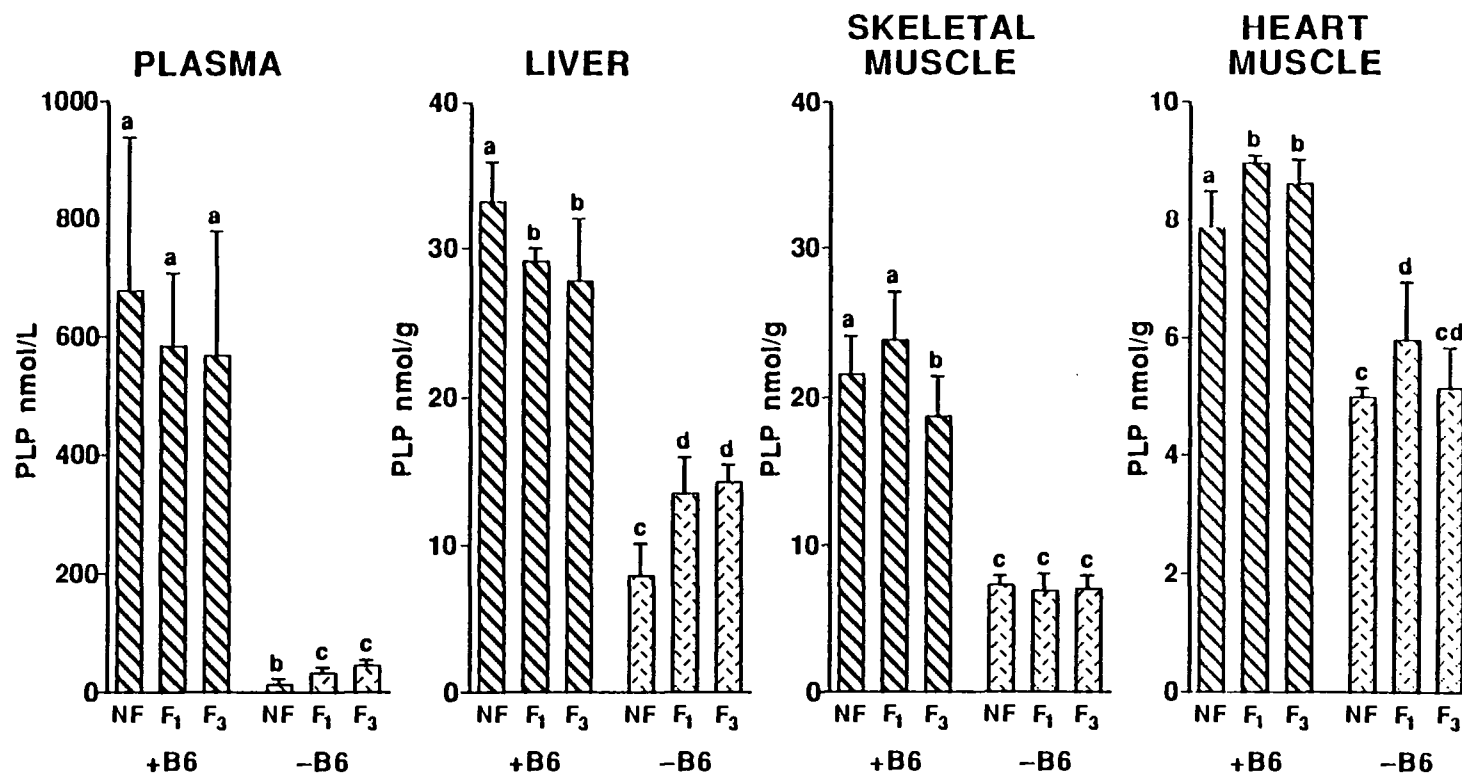 PLASMA
1000
800
600
400
200
0
PLP nmol/L
a
a
a
b
c
c
NF F1 F3 NF F1 F3
+B6 −B6
LIVER
40
30
20
10
0
PLP nmol/g
a
b
b
c
d
d
NF F1 F3 NF F1 F3
+B6 −B6
SKELETAL
MUSCLE
40
30
20
10
0
PLP nmol/g
a
a
b
c
c
c
NF F1 F3 NF F1 F3
+B6 −B6
HEART
MUSCLE
10
8
6
4
2
0
PLP nmol/g
a
b
b
c
d
cd
NF F1 F3 NF F1 F3
+B6 −B6